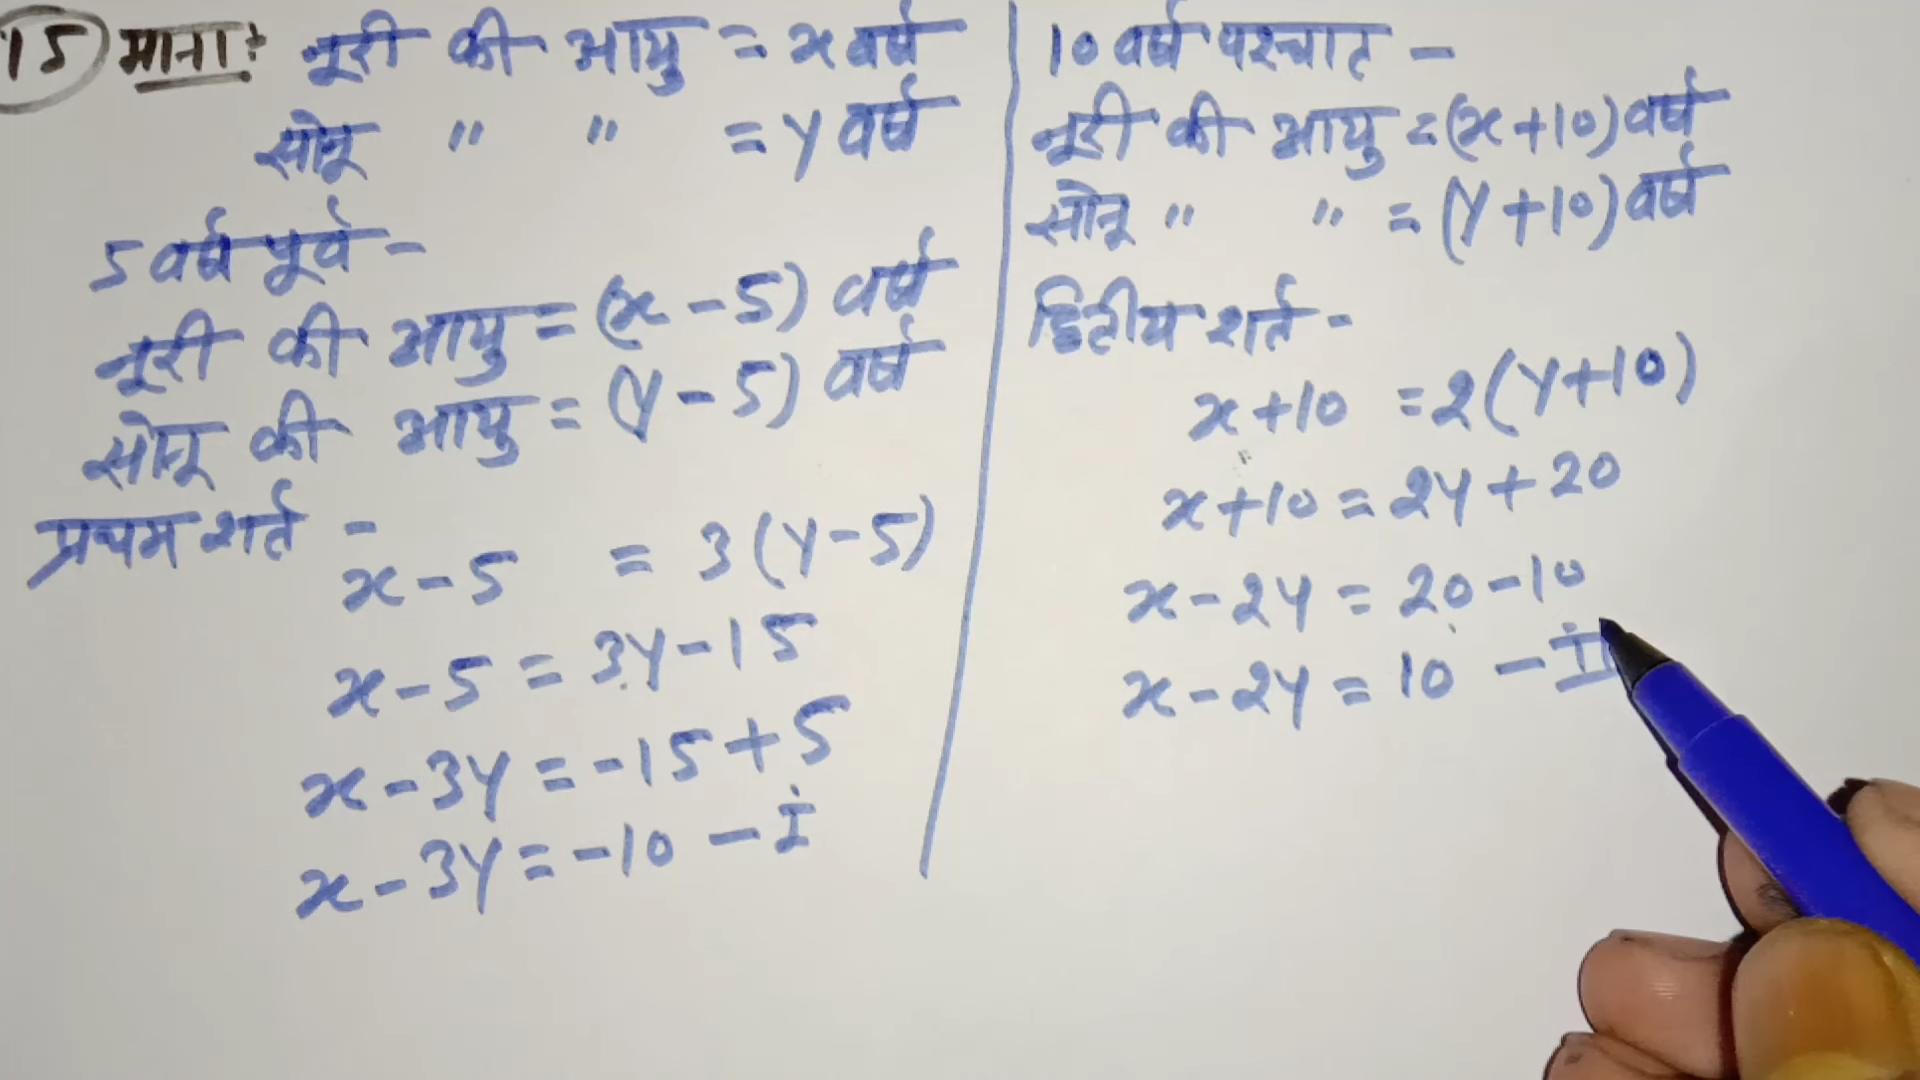 15 माना: नूरी की आयु = x वर्ष
सोनू " " = y वर्ष
5 वर्ष पूर्व -
नूरी की आयु = (x - 5) वर्ष
सोनू की आयु = (y - 5) वर्ष
प्रथम शर्त -
x - 5 = 3(y - 5)
x - 5 = 3y - 15
x - 3y = -15 + 5
x - 3y = -10 - I
10 वर्ष पश्चात -
नूरी की आयु = (x + 10) वर्ष
सोनू " " = (y + 10) वर्ष
द्वितीय शर्त -
x + 10 = 2(y + 10)
x + 10 = 2y + 20
x - 2y = 20 - 10
x - 2y = 10 - II